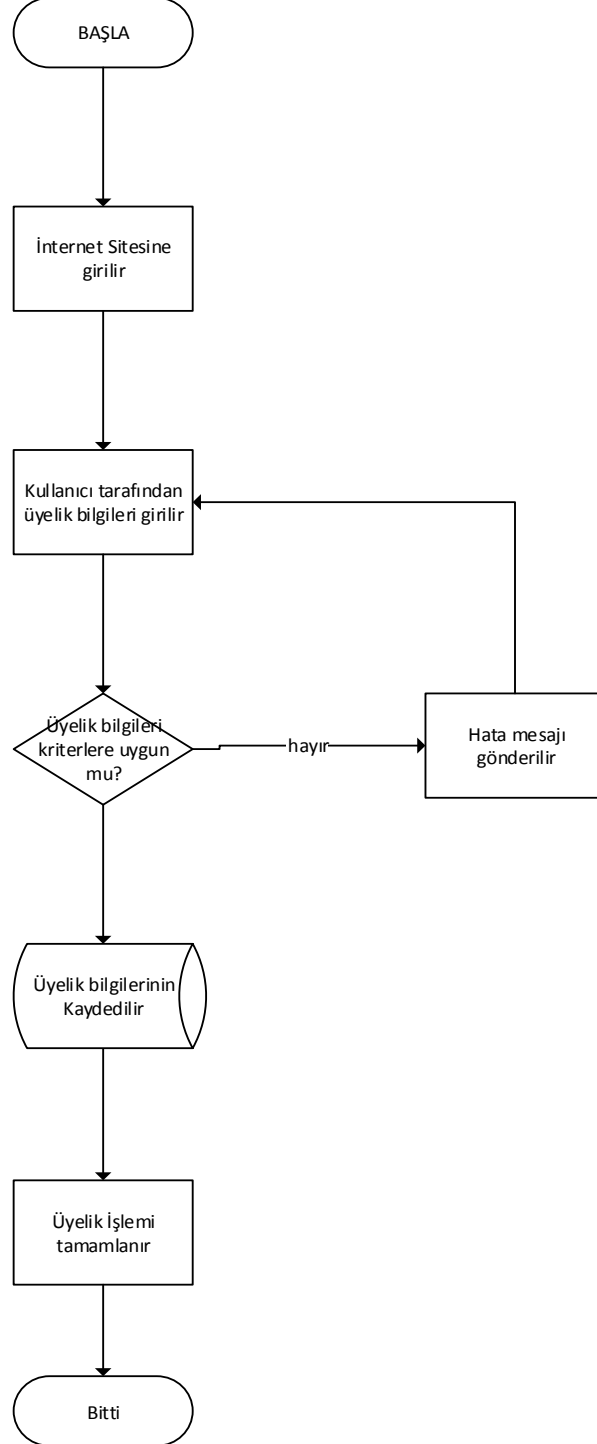 BAŞLA
İnternet Sitesine
girilir
Kullanıcı tarafından
üyelik bilgileri girilir
Üyelik bilgileri
kriterlere uygun
mu?
hayır
Hata mesajı
gönderilir
Üyelik bilgilerinin
Kaydedilir
Üyelik İşlemi
tamamlanır
Bitti